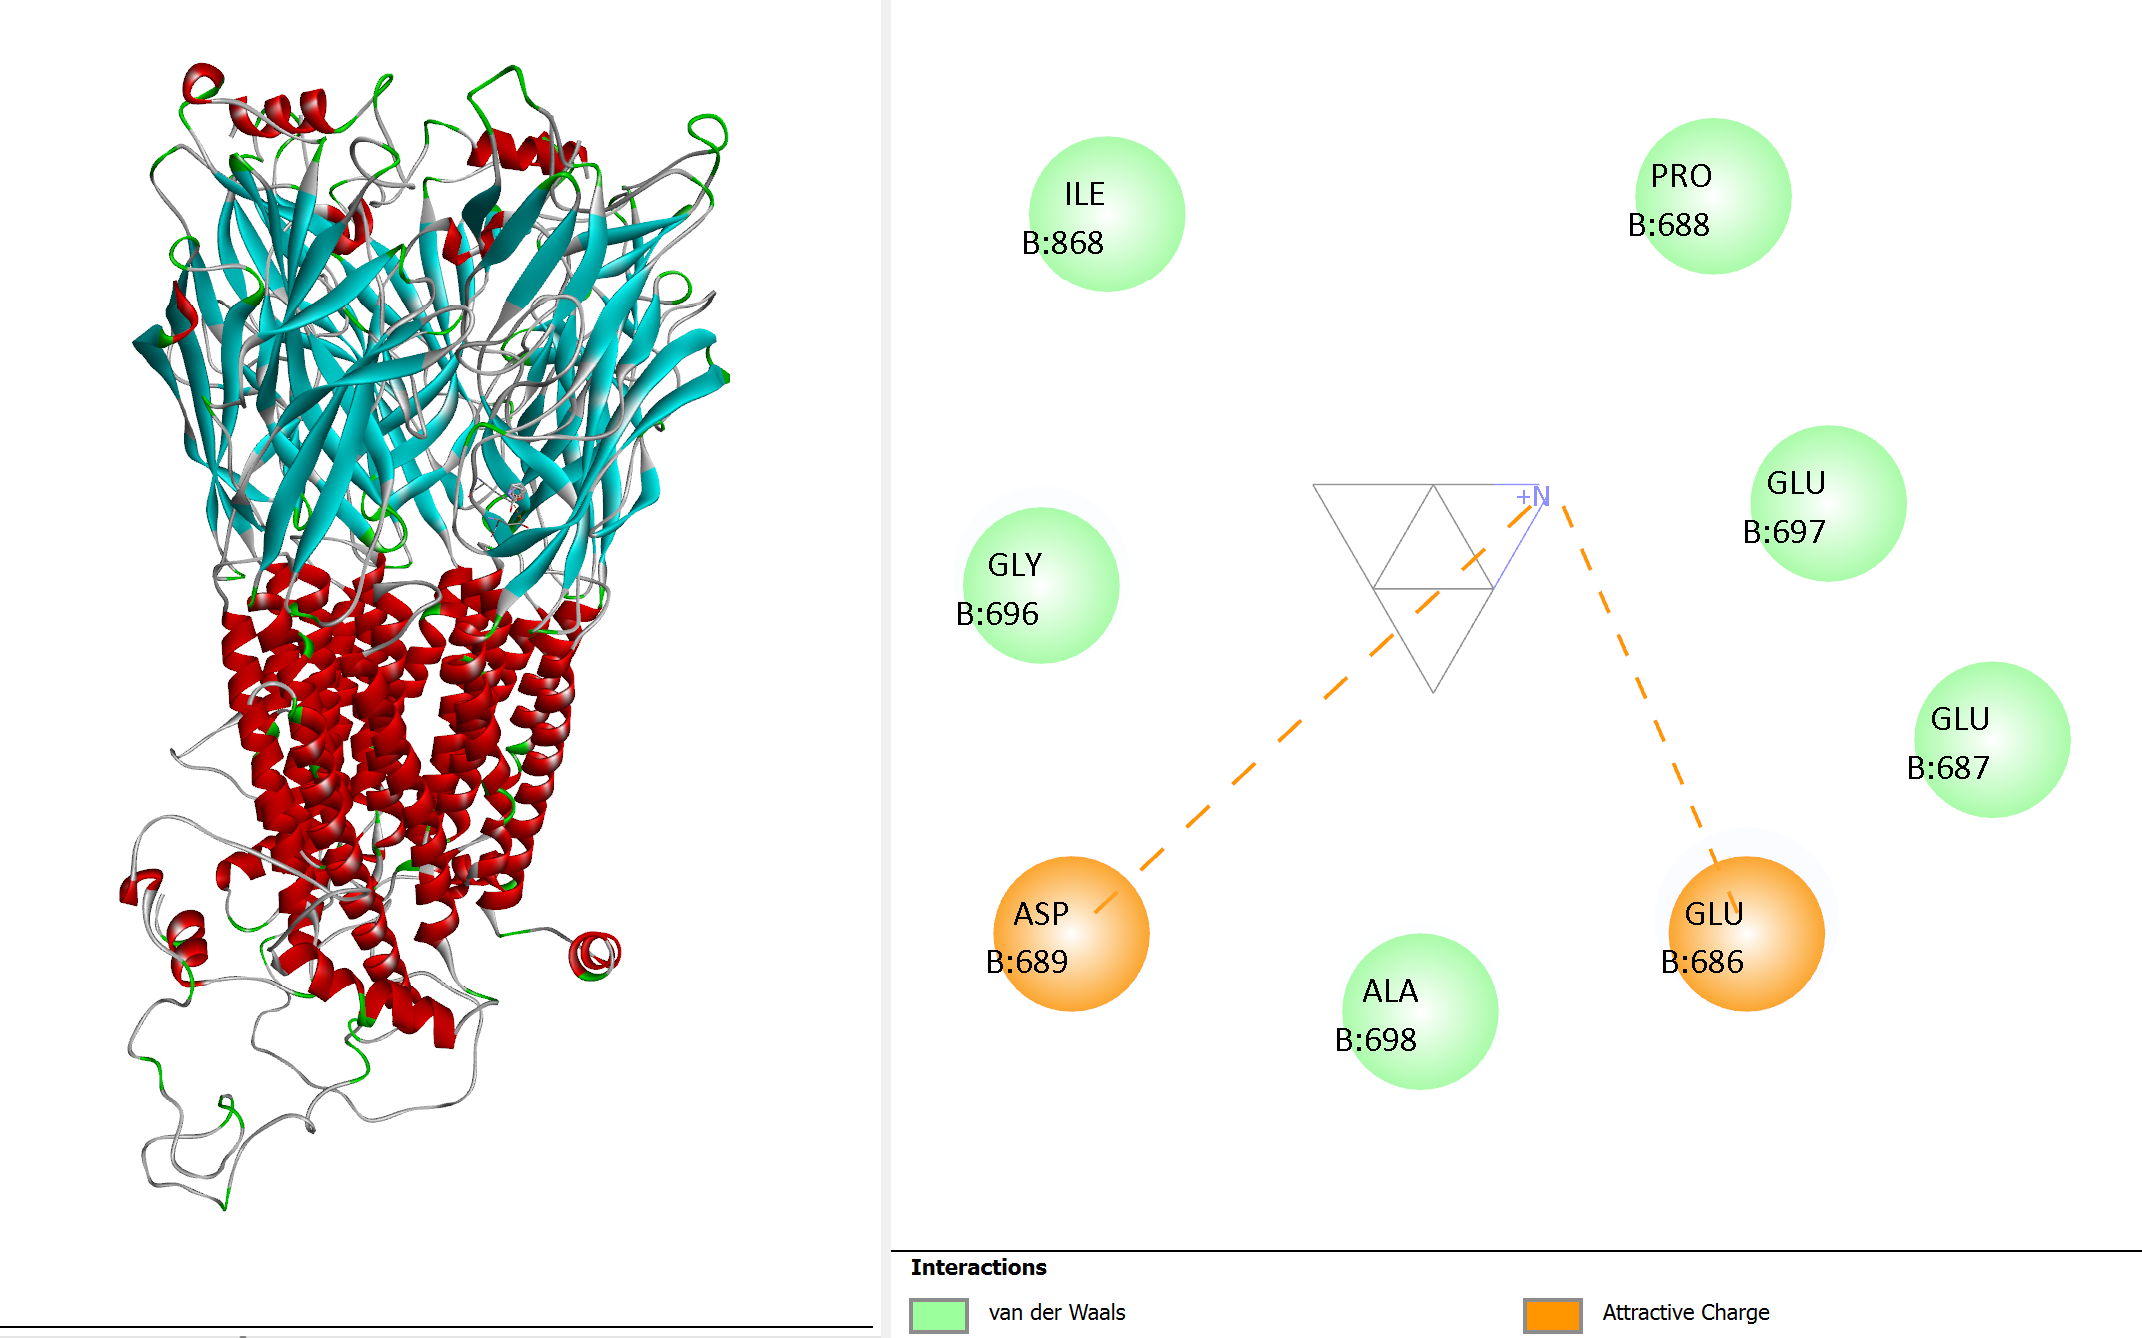 ILE
B:868
PRO
B:688
GLU
B:697
GLY
B:696
+N
GLU
B:687
ASP
B:689
GLU
B:686
ALA
B:698
Interactions
van der Waals
Attractive Charge